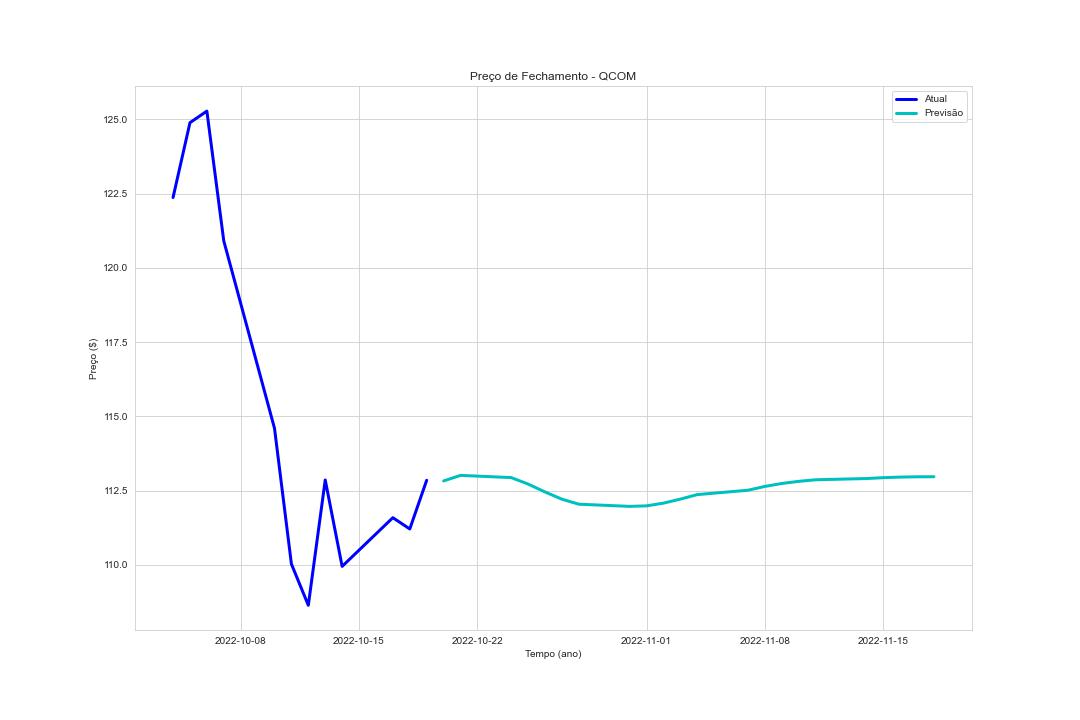 Preço de Fechamento - QCOM
Atual
Previsão
125.0
122.5
120.0
117.5
115.0
112.5
110.0
Preço ($)
2022-10-08 2022-10-15 2022-10-22 2022-11-01 2022-11-08 2022-11-15
Tempo (ano)